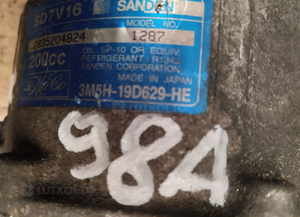 SD7V16 SANDEN
MODEL NO.
1287
OIL: SP-10 OR EQUIV.
200cc REFRIGERANT: R134a
SANDEN CORPORATION
MADE IN JAPAN
3M5H-19D629-HE
98A